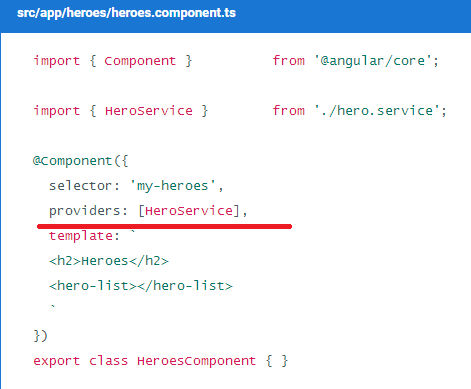 src/app/heroes/heroes.component.ts
import { Component } from '@angular/core';
import { HeroService } from './hero.service';
@Component({
selector: 'my-heroes',
providers: [HeroService],
template: `
<h2>Heroes</h2>
<hero-list></hero-list>
`
})
export class HeroesComponent { }